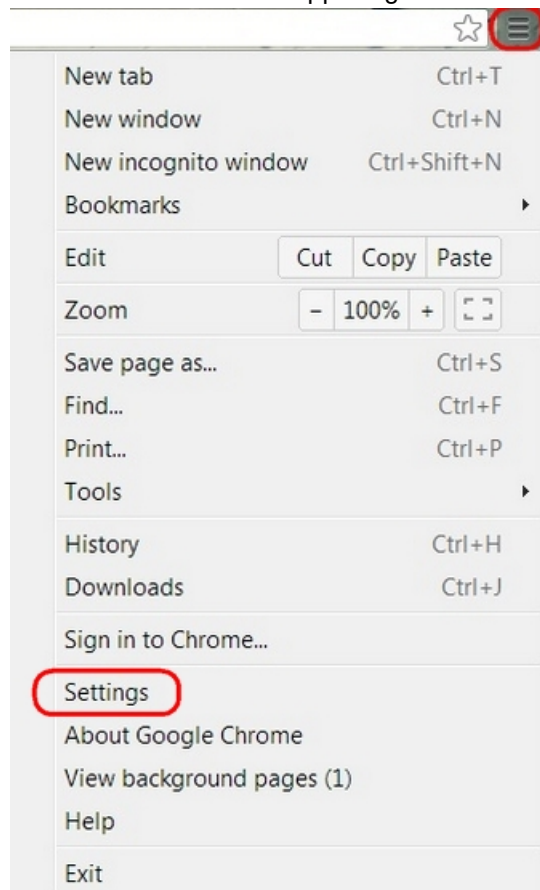 New tab Ctrl+T
New window Ctrl+N
New incognito window Ctrl+Shift+N
Bookmarks
Edit Cut Copy Paste
Zoom - 100% +
Save page as... Ctrl+S
Find... Ctrl+F
Print... Ctrl+P
Tools
History Ctrl+H
Downloads Ctrl+J
Sign in to Chrome...
Settings
About Google Chrome
View background pages (1)
Help
Exit